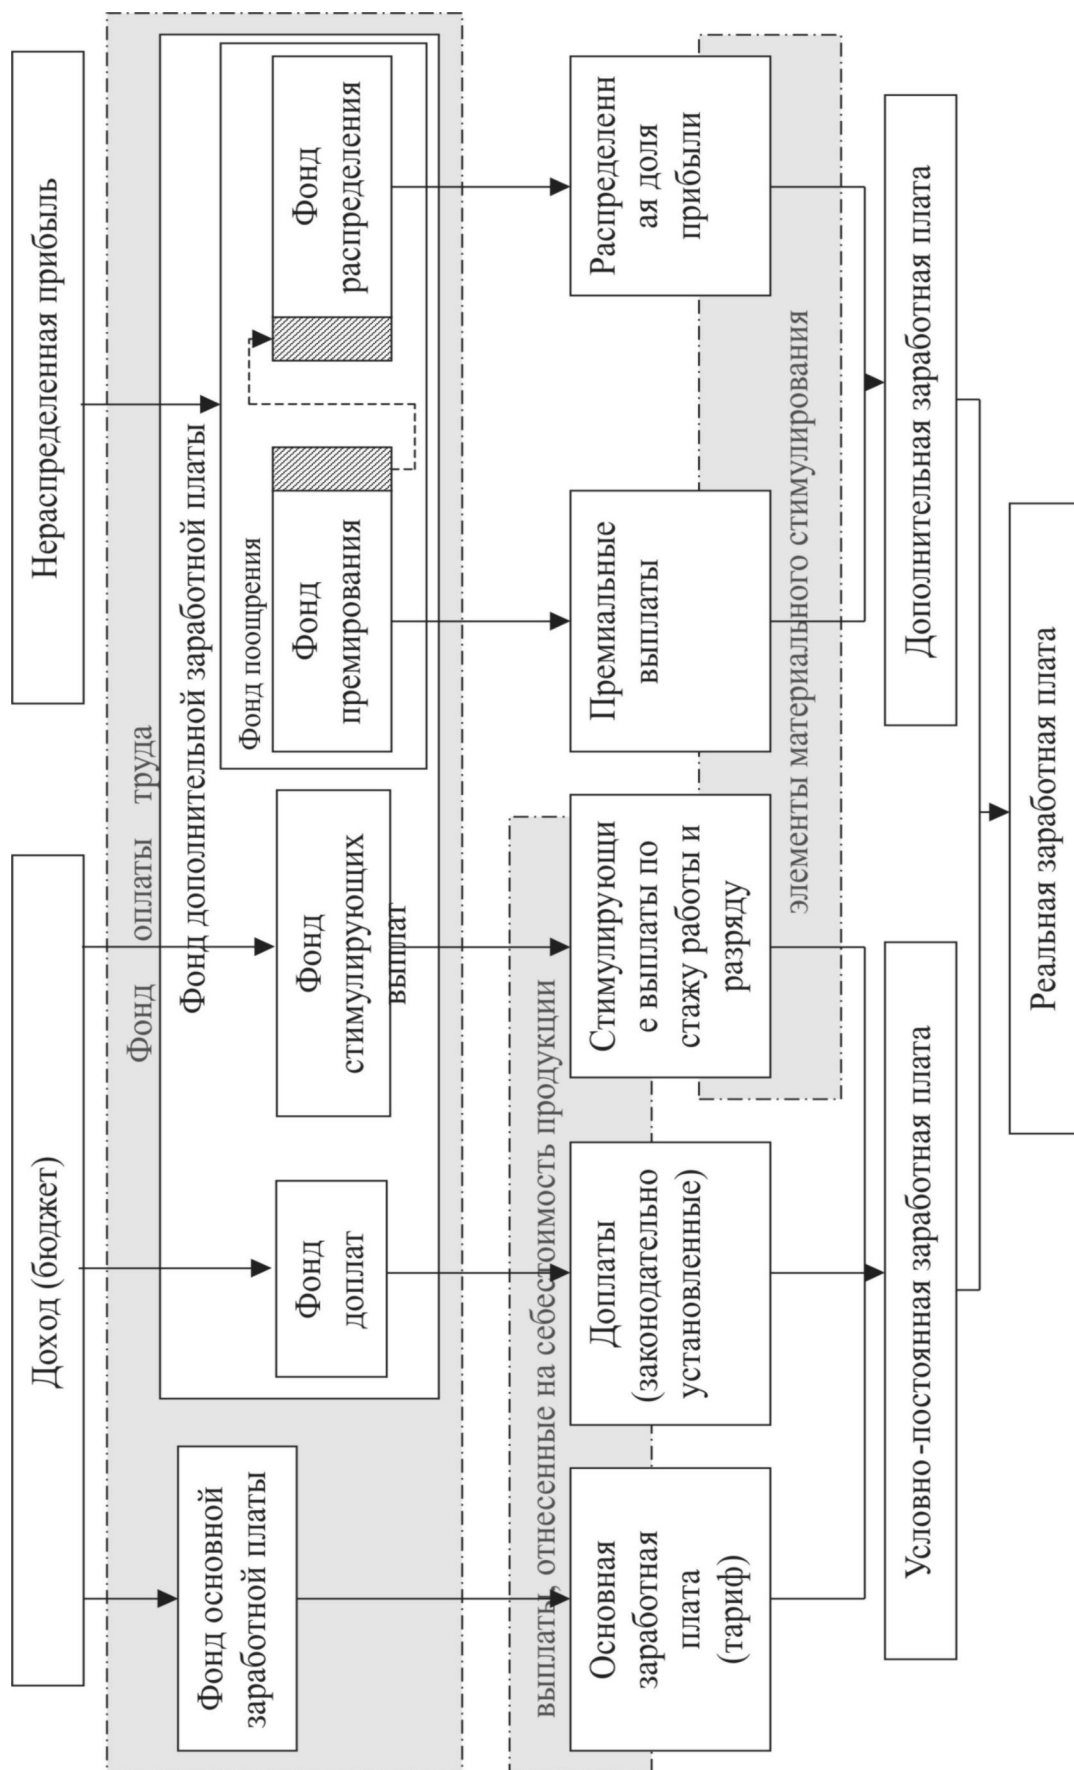 Доход (бюджет)
Нераспределенная прибыль
Фонд оплаты труда
Фонд основной
заработной платы
Фонд дополнительной заработной платы
Фонд
доплат
Фонд
стимулирующих
выплат
Фонд поощрения
Фонд
премирования
Фонд
распределения
выплаты, отнесенные на себестоимость продукции
Основная
заработная
плата
(тариф)
Доплаты
(законодательно
установленные)
Стимулирующи
е выплаты по
стажу работы и
разряду
Премиальные
выплаты
Распределенн
ая доля
прибыли
элементы материального стимулирования
Условно-постоянная заработная плата
Дополнительная заработная плата
Реальная заработная плата